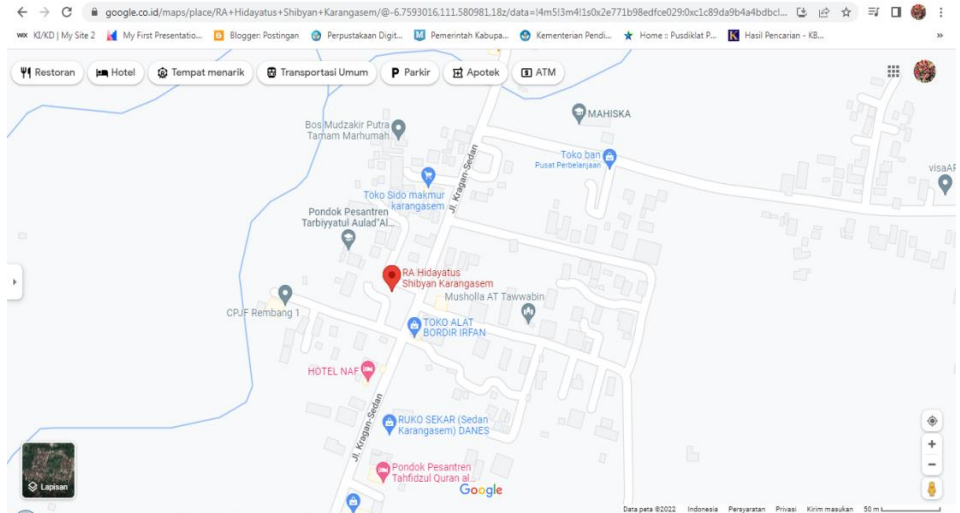 google.co.id/maps/place/RA+Hidayatus+Shibyan+Karangasem/@-6.7593016,111.580981,18z/data=!4m5!3m4!1s0x2e771b98edfce029:0xc1c89da9b4a4bdbc!...
WIX KI/KD | My Site 2
My First Presentatio...
Blogger: Postingan
Perpustakaan Digit...
Pemerintah Kabupa...
Kementerian Pendi...
Home :: Pusdiklat P...
Hasil Pencarian - KB...
»
Restoran
Hotel
Tempat menarik
Transportasi Umum
P Parkir
Apotek
ATM
MAHISKA
Bos Mudzakir Putra
Tamam Marhumah
Toko ban
Pusat Perbelanjaan
visaAF
Jl. Kragan-Sedan
Toko Sido makmur
karangasem
Pondok Pesantren
Tarbiyyatul Aulad"Al...
RA Hidayatus
Shibyan Karangasem
Musholla AT Tawwabin
CPJF Rembang 1
TOKO ALAT
BORDIR IRFAN
HOTEL NAF
Jl. Kragan-Sedan
RUKO SEKAR (Sedan
Karangasem) DANES
Pondok Pesantren
Tahfidzul Quran al...
Lapisan
Google
Data peta ©2022
Indonesia
Persyaratan
Privasi
Kirim masukan
50 m